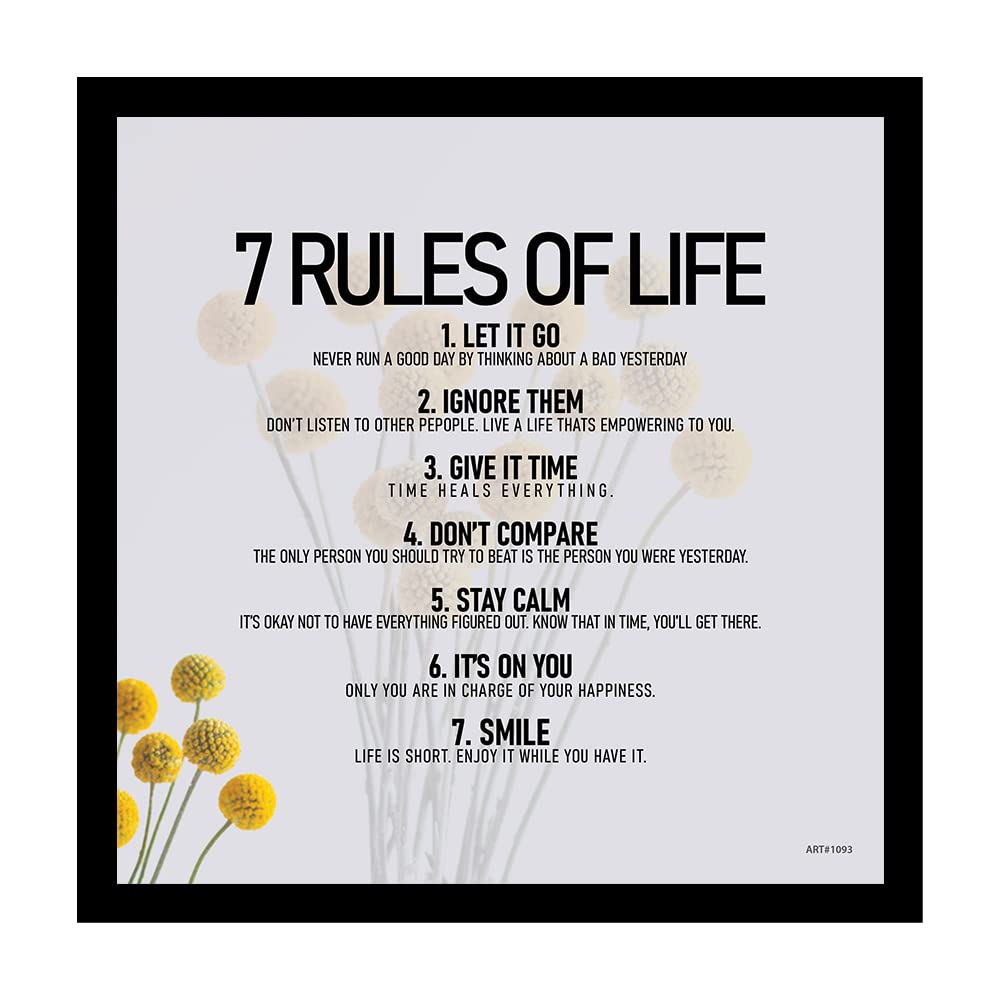 7 RULES OF LIFE
1. LET IT GO
NEVER RUN A GOOD DAY BY THINKING ABOUT A BAD YESTERDAY
2. IGNORE THEM
DON'T LISTEN TO OTHER PEPOPLE. LIVE A LIFE THATS EMPOWERING TO YOU.
3. GIVE IT TIME
TIME HEALS EVERYTHING.
4. DON'T COMPARE
THE ONLY PERSON YOU SHOULD TRY TO BEAT IS THE PERSON YOU WERE YESTERDAY.
5. STAY CALM
IT'S OKAY NOT TO HAVE EVERYTHING FIGURED OUT. KNOW THAT IN TIME, YOU'LL GET THERE.
6. IT'S ON YOU
ONLY YOU ARE IN CHARGE OF YOUR HAPPINESS.
7. SMILE
LIFE IS SHORT. ENJOY IT WHILE YOU HAVE IT.
ART#1093